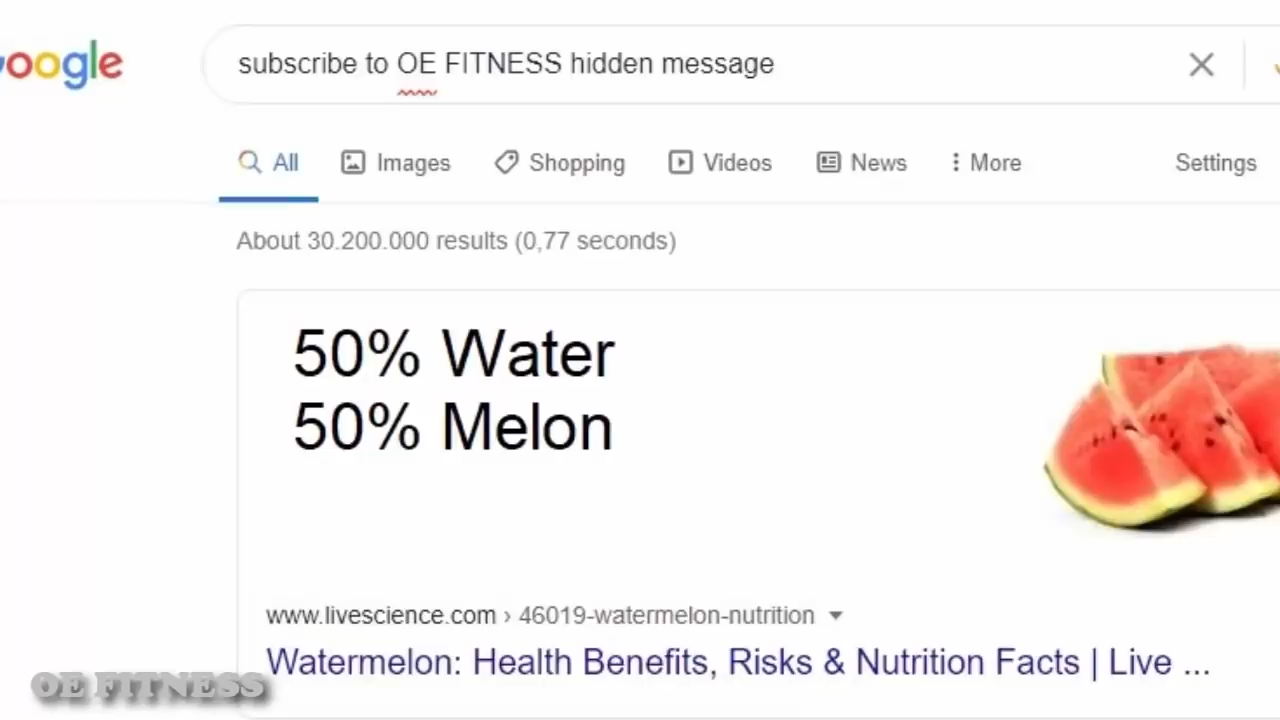 oogle
subscribe to OE FITNESS hidden message
All Images Shopping Videos News More Settings
About 30.200.000 results (0,77 seconds)
50% Water
50% Melon
www.livescience.com › 46019-watermelon-nutrition
Watermelon: Health Benefits, Risks & Nutrition Facts | Live ...
OE FITNESS